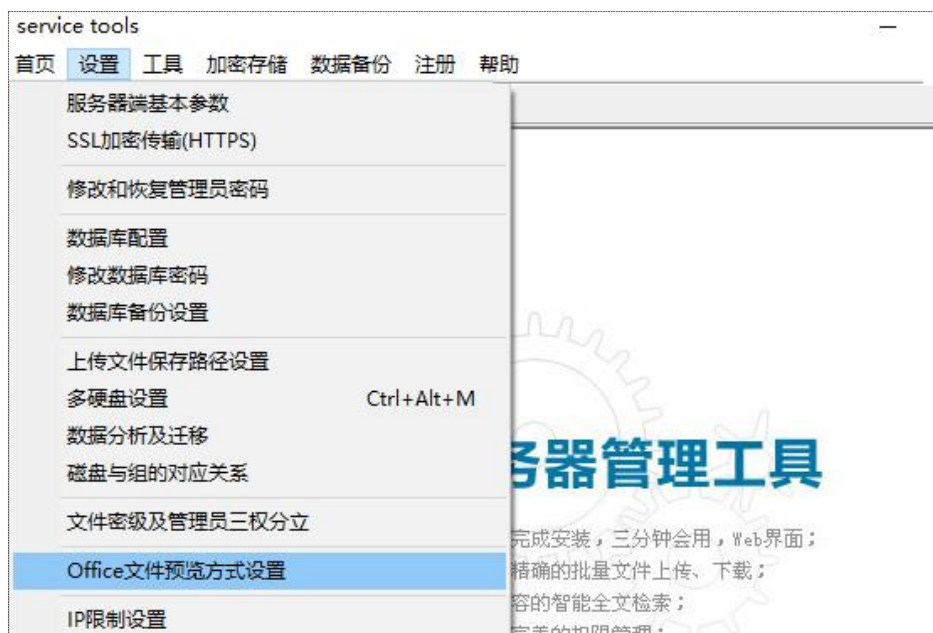 service tools
首页 设置 工具 加密存储 数据备份 注册 帮助
服务器端基本参数
SSL加密传输(HTTPS)
修改和恢复管理员密码
数据库配置
修改数据库密码
数据库备份设置
上传文件保存路径设置
多硬盘设置 Ctrl+Alt+M
数据分析及迁移
磁盘与组的对应关系
务器管理工具
文件密级及管理员三权分立
完成安装，三分钟会用，Web界面；
Office文件预览方式设置
精确的批量文件上传、下载；
容的智能全文检索；
IP限制设置
完善的权限管理；